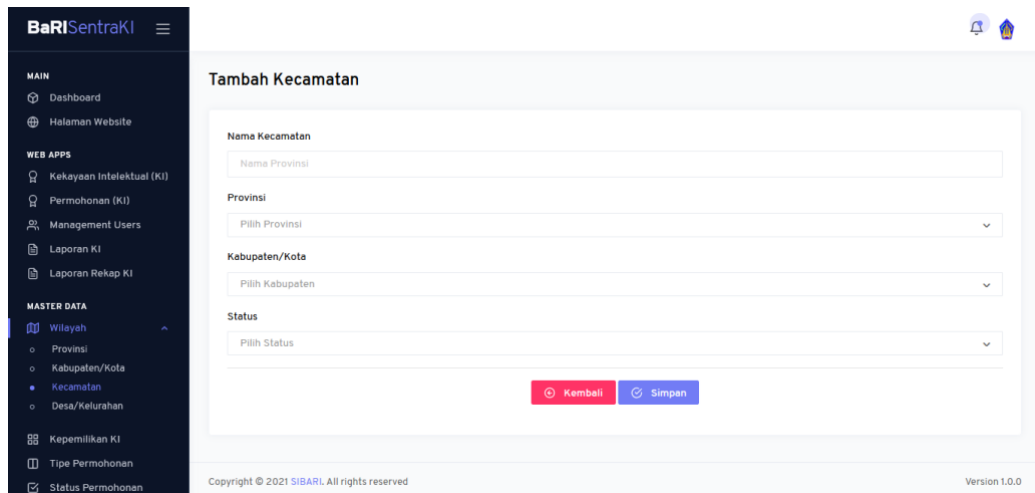 BaRISentraKI
MAIN
Dashboard
Halaman Website
WEB APPS
Kekayaan Intelektual (KI)
Permohonan (KI)
Management Users
Laporan KI
Laporan Rekap KI
MASTER DATA
Wilayah
Provinsi
Kabupaten/Kota
Kecamatan
Desa/Kelurahan
Kepemilikan KI
Tipe Permohonan
Status Permohonan
Tambah Kecamatan
Nama Kecamatan
Nama Provinsi
Provinsi
Pilih Provinsi
Kabupaten/Kota
Pilih Kabupaten
Status
Pilih Status
Kembali
Simpan
Copyright © 2021 SIBARI. All rights reserved
Version 1.0.0